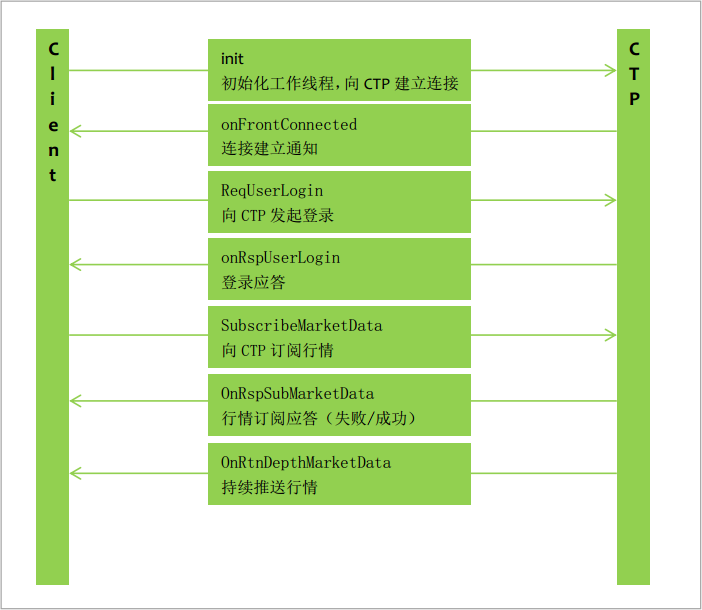 Client
CTP
init
初始化工作线程，向 CTP 建立连接
onFrontConnected
连接建立通知
ReqUserLogin
向 CTP 发起登录
onRspUserLogin
登录应答
SubscribeMarketData
向 CTP 订阅行情
OnRspSubMarketData
行情订阅应答（失败/成功）
OnRtnDepthMarketData
持续推送行情